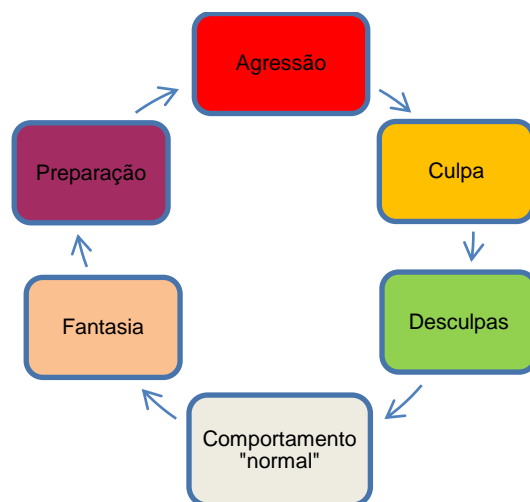 Agressão
Culpa
Desculpas
Comportamento
"normal"
Fantasia
Preparação